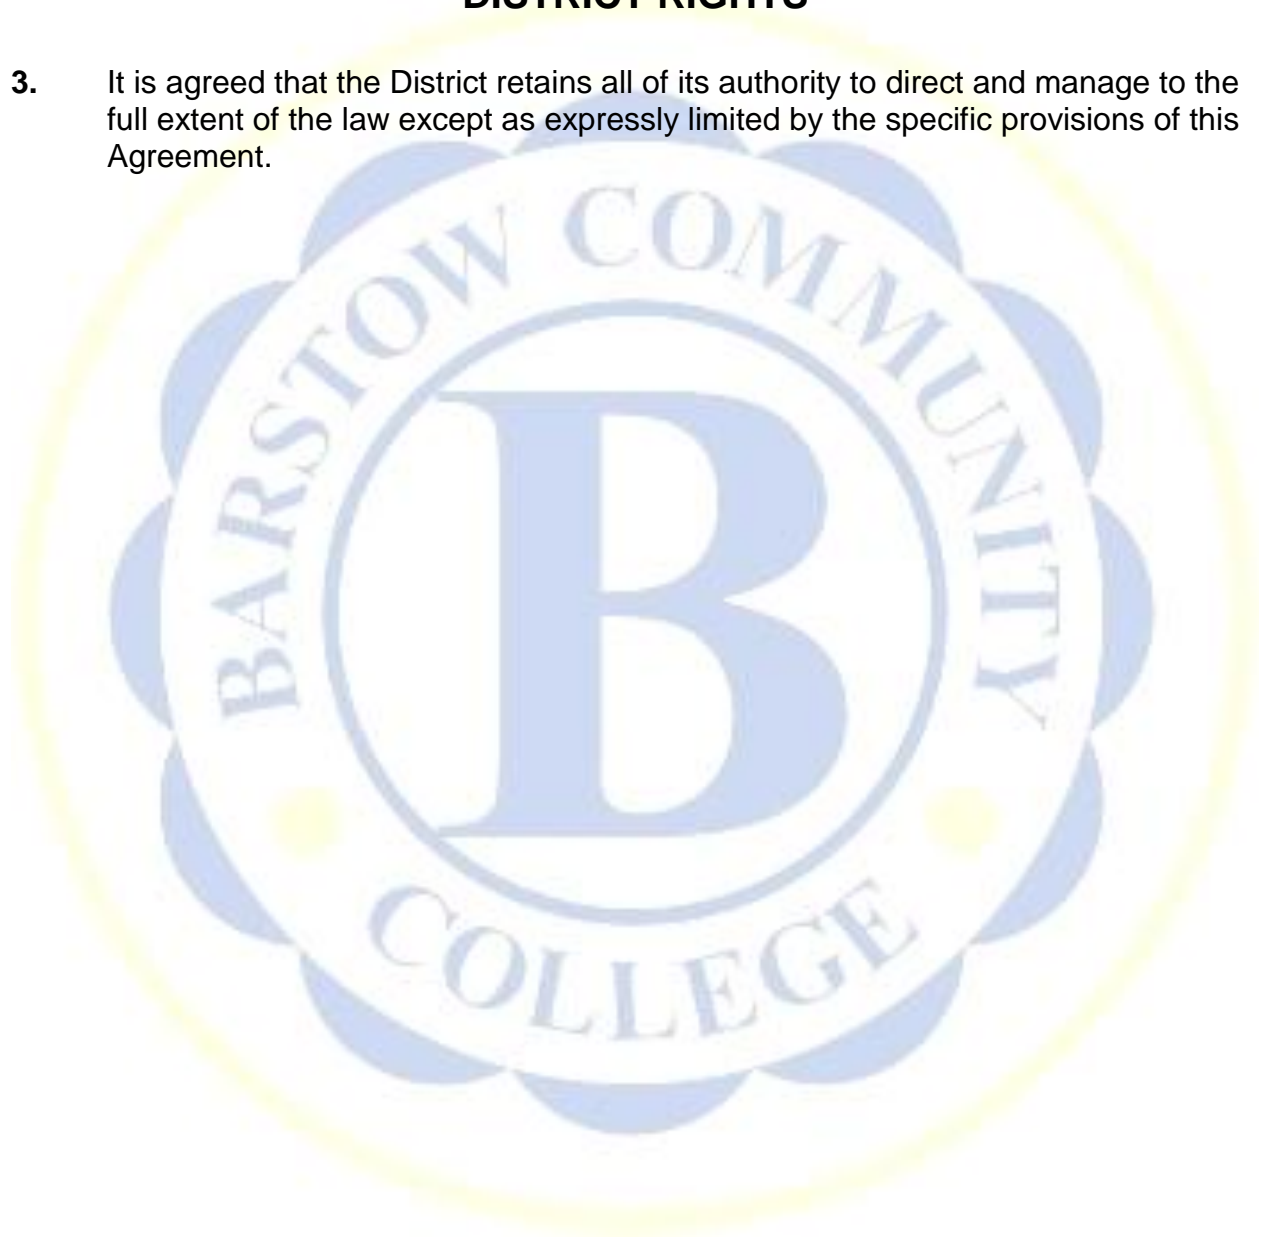 DISTRICT RIGHTS
3. It is agreed that the District retains all of its authority to direct and manage to the
full extent of the law except as expressly limited by the specific provisions of this
Agreement.
BARSTOW COMMUNITY
B
COLLEGE